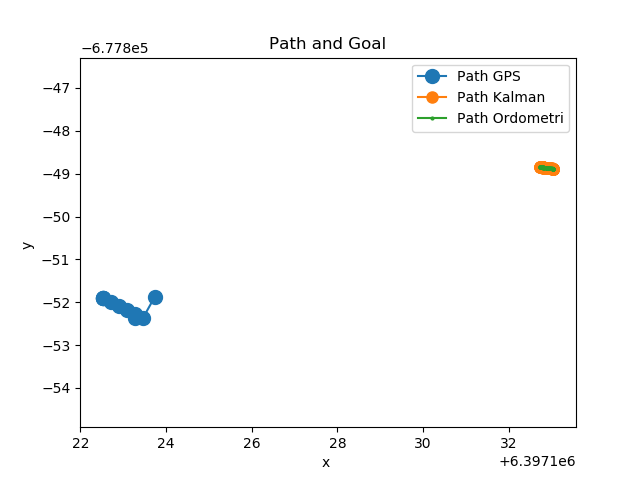 Path and Goal
−6.778e5
Path GPS
Path Kalman
Path Ordometri
−47
−48
−49
−50
−51
−52
−53
−54
y
22 24 26 28 30 32
x
+6.3971e6